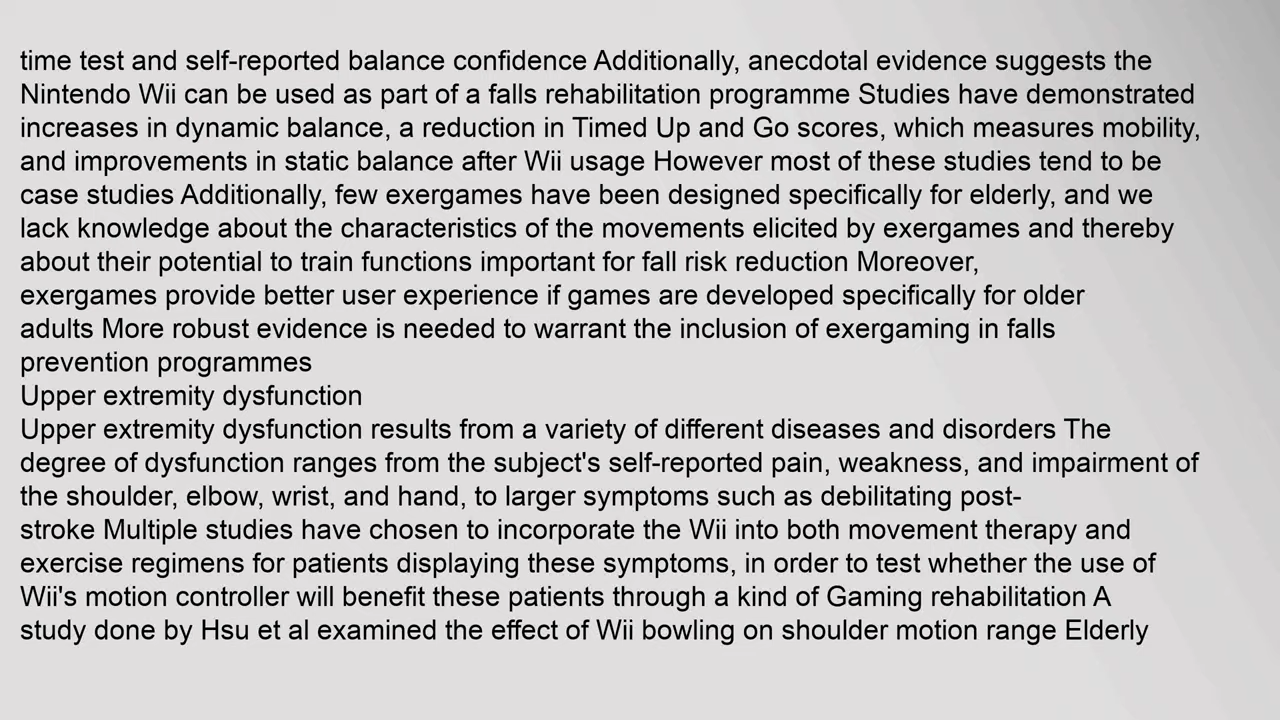 time test and self-reported balance confidence Additionally, anecdotal evidence suggests the
Nintendo Wii can be used as part of a falls rehabilitation programme Studies have demonstrated
increases in dynamic balance, a reduction in Timed Up and Go scores, which measures mobility,
and improvements in static balance after Wii usage However most of these studies tend to be
case studies Additionally, few exergames have been designed specifically for elderly, and we
lack knowledge about the characteristics of the movements elicited by exergames and thereby
about their potential to train functions important for fall risk reduction Moreover,
exergames provide better user experience if games are developed specifically for older
adults More robust evidence is needed to warrant the inclusion of exergaming in falls
prevention programmes
Upper extremity dysfunction
Upper extremity dysfunction results from a variety of different diseases and disorders The
degree of dysfunction ranges from the subject's self-reported pain, weakness, and impairment of
the shoulder, elbow, wrist, and hand, to larger symptoms such as debilitating post-
stroke Multiple studies have chosen to incorporate the Wii into both movement therapy and
exercise regimens for patients displaying these symptoms, in order to test whether the use of
Wii's motion controller will benefit these patients through a kind of Gaming rehabilitation A
study done by Hsu et al examined the effect of Wii bowling on shoulder motion range Elderly